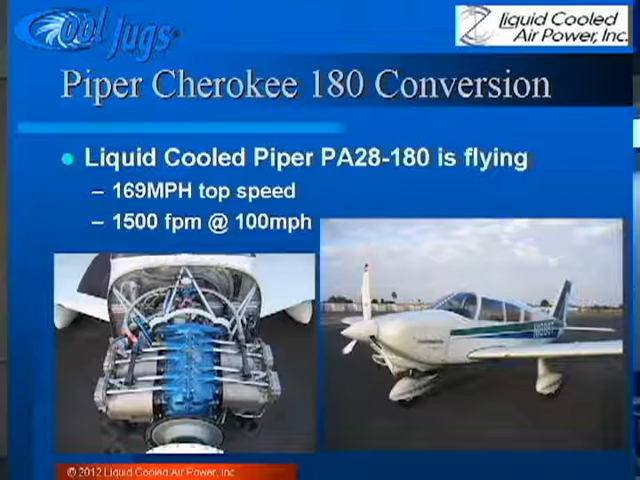 Cool Jugs
Liquid Cooled
Air Power, Inc.
Piper Cherokee 180 Conversion
Liquid Cooled Piper PA28-180 is flying
– 169MPH top speed
– 1500 fpm @ 100mph
© 2012 Liquid Cooled Air Power, Inc